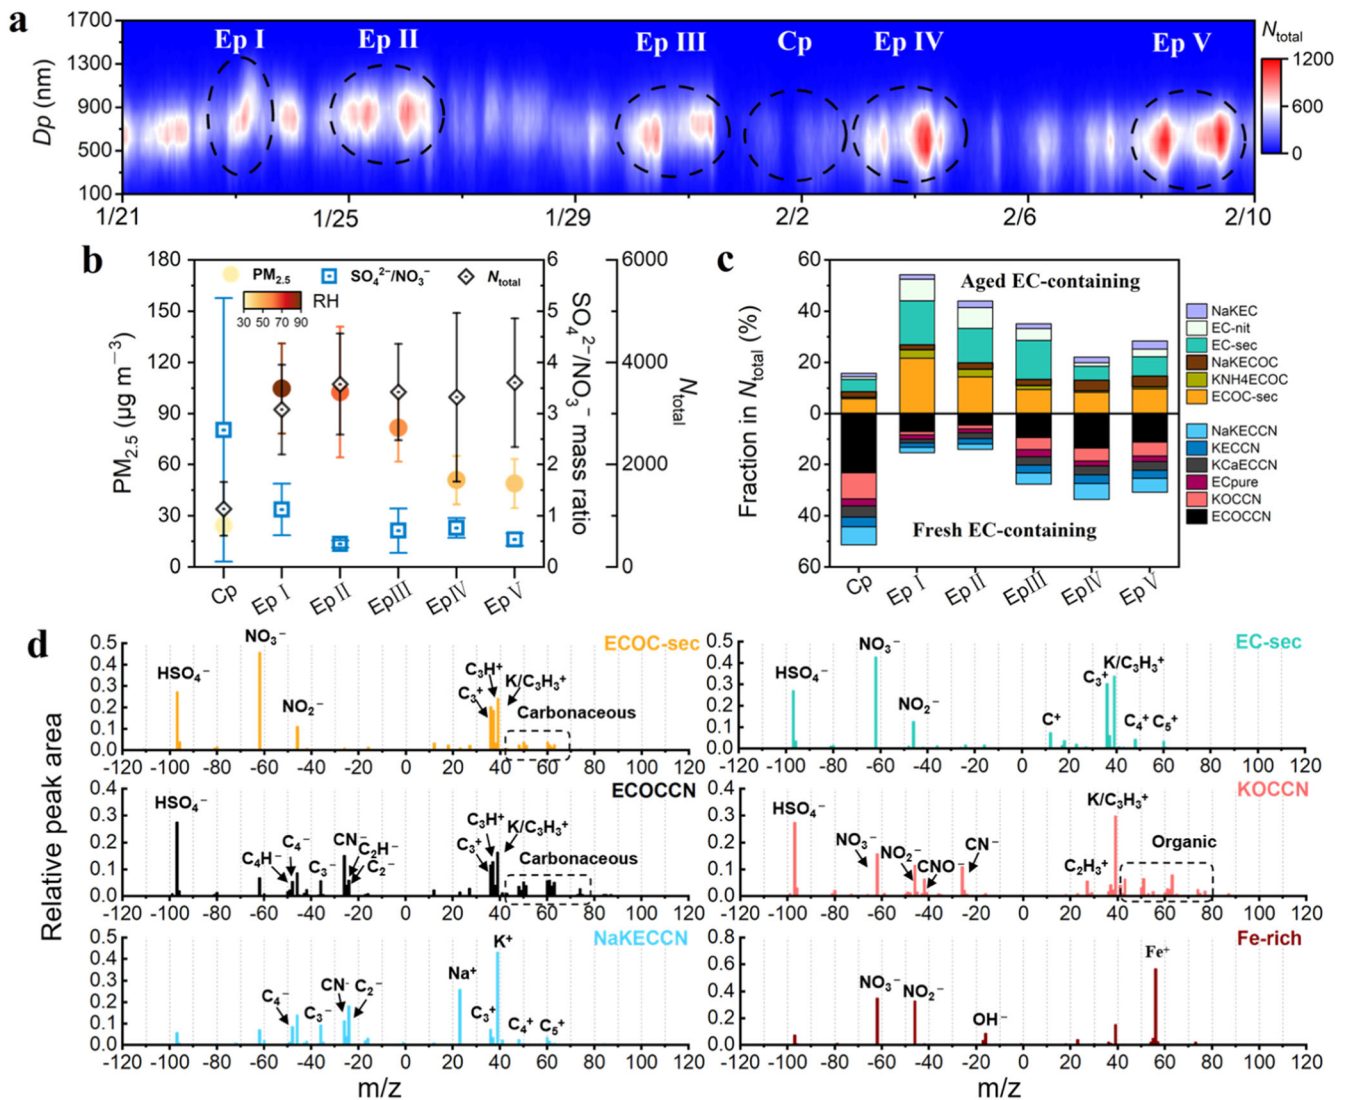 a
1700
1300
900
500
100
Dp (nm)
Ep I
Ep II
Ep III
Cp
Ep IV
Ep V
Ntotal
1200
600
0
1/21
1/25
1/29
2/2
2/6
2/10
b
180
150
120
90
60
30
0
PM2.5 (μg m−3)
PM2.5
SO42−/NO3−
Ntotal
RH
30 50 70 90
6
5
4
3
2
1
0
SO42−/NO3− mass ratio
6000
4000
2000
0
Ntotal
Cp
Ep I
Ep II
EpIII
EpIV
Ep V
c
60
40
20
0
20
40
60
Fraction in Ntotal (%)
Aged EC-containing
Fresh EC-containing
Cp
Ep I
Ep II
EpIII
EpIV
Ep V
NaKEC
EC-nit
EC-sec
NaKECOC
KNH4ECOC
ECOC-sec
NaKECCN
KECCN
KCaECCN
ECpure
KOCCN
ECOCCN
d
Relative peak area
0.5
0.4
0.3
0.2
0.1
0.0
HSO4−
NO3−
NO2−
C3+
C3H+
K/C3H3+
Carbonaceous
ECOC-sec
-120 -100 -80 -60 -40 -20 0 20 40 60 80 100 120
0.5
0.4
0.3
0.2
0.1
0.0
HSO4−
NO3−
NO2−
C+
C3+
K/C3H3+
C4+ C5+
EC-sec
-120 -100 -80 -60 -40 -20 0 20 40 60 80 100 120
0.4
0.3
0.2
0.1
0.0
HSO4−
C4H−
C4−
C3−
CN−
C2H−
C2−
C3+
C3H+
K/C3H3+
Carbonaceous
ECOCCN
-120 -100 -80 -60 -40 -20 0 20 40 60 80 100 120
0.4
0.3
0.2
0.1
0.0
HSO4−
NO3−
NO2−
CNO−
CN−
C2H3+
K/C3H3+
Organic
KOCCN
-120 -100 -80 -60 -40 -20 0 20 40 60 80 100 120
0.5
0.4
0.3
0.2
0.1
0.0
C4−
C3−
CN-
C2−
Na+
K+
C3+
C4+ C5+
NaKECCN
-120 -100 -80 -60 -40 -20 0 20 40 60 80 100 120
m/z
0.8
0.6
0.4
0.2
0.0
NO3−
NO2−
OH−
Fe+
Fe-rich
-120 -100 -80 -60 -40 -20 0 20 40 60 80 100 120
m/z